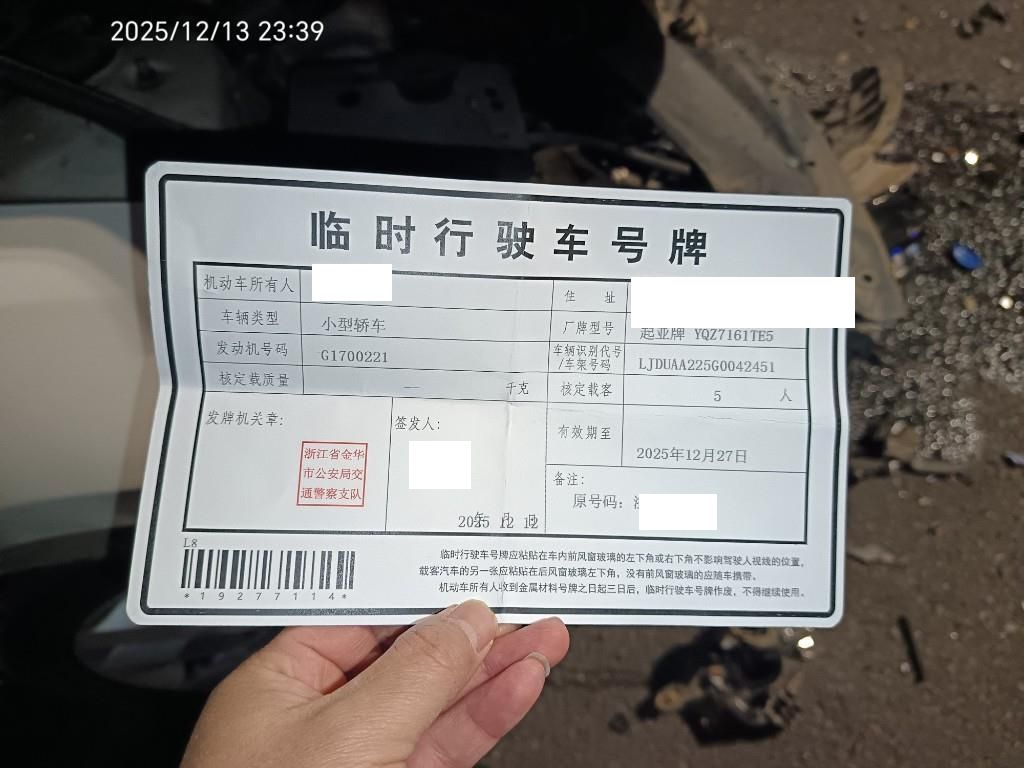 2025/12/13 23:39
临时行驶车号牌
机动车所有人 住 址
车辆类型 小型轿车 厂牌型号 起亚牌 YQZ7161TE5
发动机号码 G1700221 车辆识别代号/车架号码 LJDUAA225G0042451
核定载质量 — 千克 核定载客 5 人
发牌机关章: 签发人: 有效期至 2025年12月27日
浙江省金华
市公安局交
通警察支队
备注:
原号码:
2025年12月12日
L8
*19277114*
临时行驶车号牌应粘贴在车内前风窗玻璃的左下角或右下角不影响驾驶人视线的位置，
载客汽车的另一张应粘贴在后风窗玻璃左下角，没有前风窗玻璃的应随车携带。
机动车所有人收到金属材料号牌之日起三日后，临时行驶车号牌作废，不得继续使用。